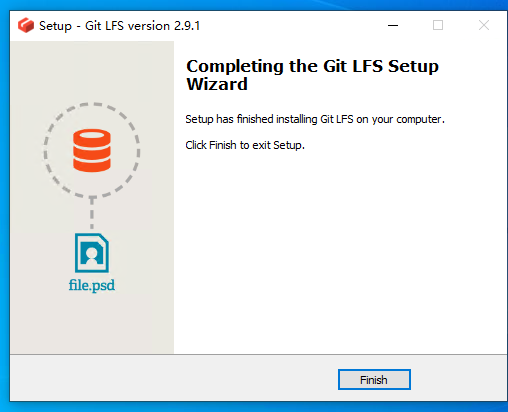 Setup - Git LFS version 2.9.1
Completing the Git LFS Setup
Wizard
Setup has finished installing Git LFS on your computer.
Click Finish to exit Setup.
file.psd
Finish